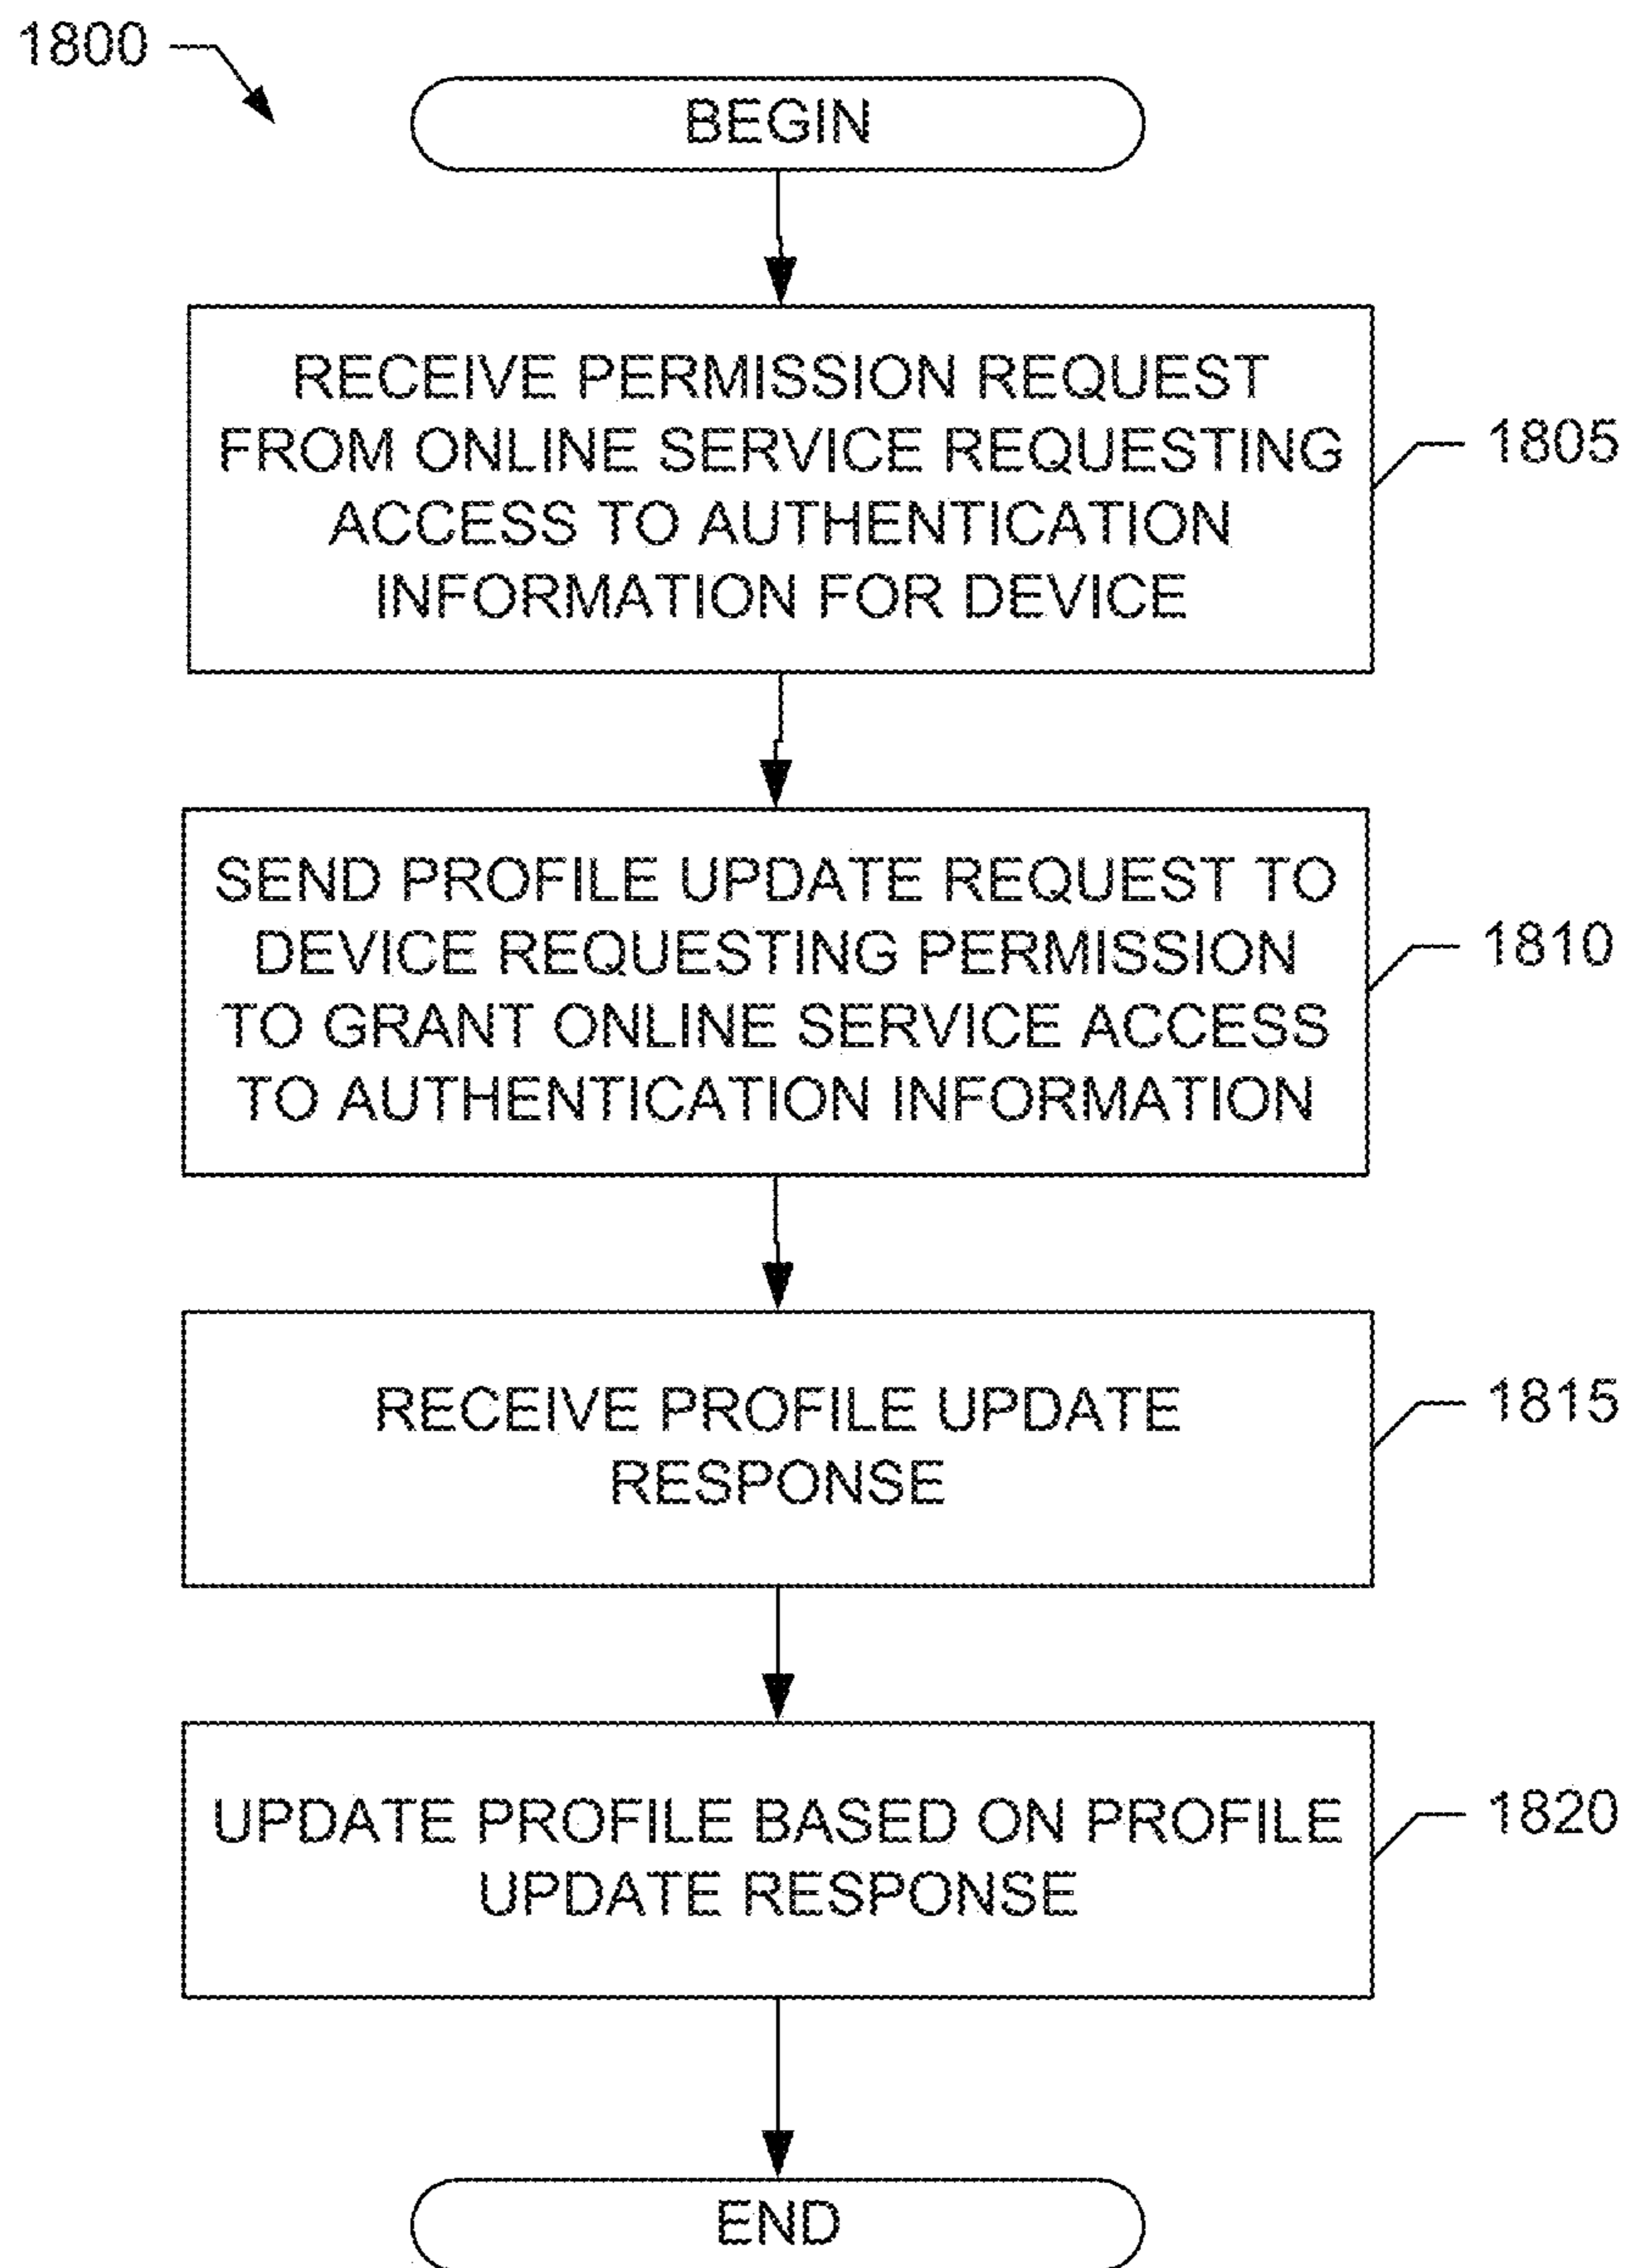 1800
BEGIN
RECEIVE PERMISSION REQUEST
FROM ONLINE SERVICE REQUESTING
ACCESS TO AUTHENTICATION
INFORMATION FOR DEVICE
1805
SEND PROFILE UPDATE REQUEST TO
DEVICE REQUESTING PERMISSION
TO GRANT ONLINE SERVICE ACCESS
TO AUTHENTICATION INFORMATION
1810
RECEIVE PROFILE UPDATE
RESPONSE
1815
UPDATE PROFILE BASED ON PROFILE
UPDATE RESPONSE
1820
END